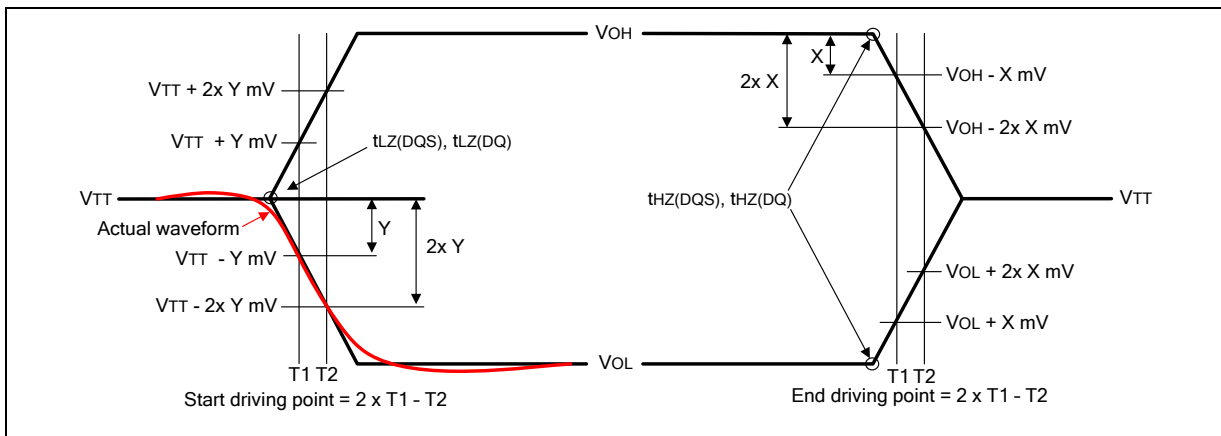 VOH
X
2x X
VOH - X mV
VOH - 2x X mV
VTT + 2x Y mV
VTT + Y mV
tLZ(DQS), tLZ(DQ)
VTT
Actual waveform
Y
2x Y
VTT - Y mV
VTT - 2x Y mV
tHZ(DQS), tHZ(DQ)
VTT
VOL + 2x X mV
VOL + X mV
VOL
T1 T2
Start driving point = 2 x T1 - T2
T1 T2
End driving point = 2 x T1 - T2